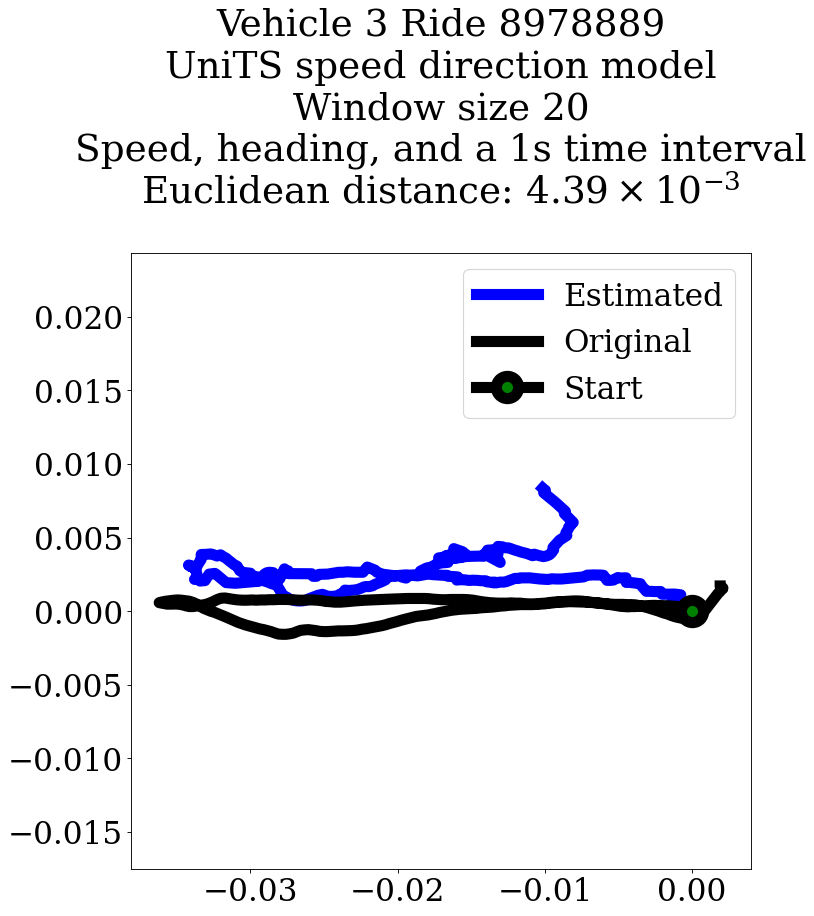 Vehicle 3 Ride 8978889
UniTS speed direction model
Window size 20
Speed, heading, and a 1s time interval
Euclidean distance: 4.39 × 10⁻³
Estimated
Original
Start
0.020
0.015
0.010
0.005
0.000
−0.005
−0.010
−0.015
−0.03 −0.02 −0.01 0.00